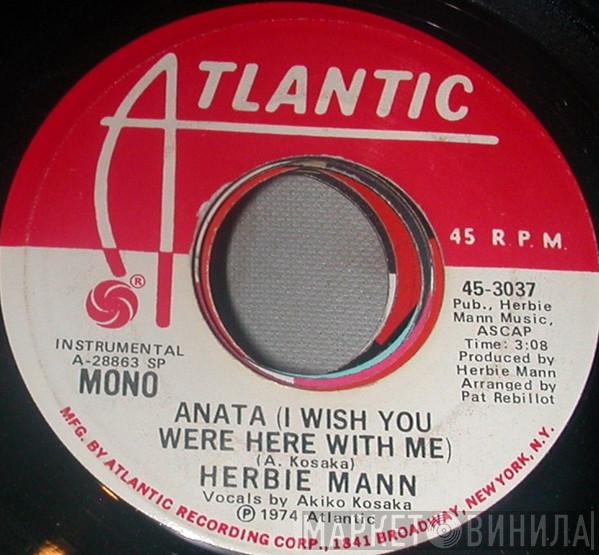 ATLANTIC
45 R.P.M.
®
INSTRUMENTAL
A-28863 SP
MONO
45-3037
Pub., Herbie
Mann Music,
ASCAP
Time: 3:08
Produced by
Herbie Mann
Arranged by
Pat Rebillot
ANATA (I WISH YOU
WERE HERE WITH ME)
(A. Kosaka)
HERBIE MANN
Vocals by Akiko Kosaka
Ⓟ 1974 Atlantic
MFG. BY ATLANTIC RECORDING CORP., 1841 BROADWAY, NEW YORK, N.Y.
МАРКЕТ ВИНИЛА